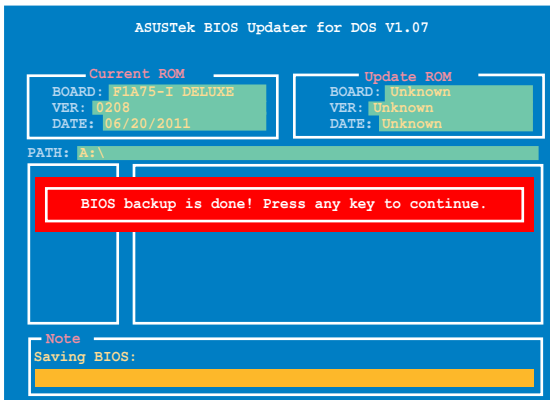 ASUSTek BIOS Updater for DOS V1.07
Current ROM
BOARD: F1A75-I DELUXE
VER: 0208
DATE: 06/20/2011
Update ROM
BOARD: Unknown
VER: Unknown
DATE: Unknown
PATH: A:\
BIOS backup is done! Press any key to continue.
Note
Saving BIOS: